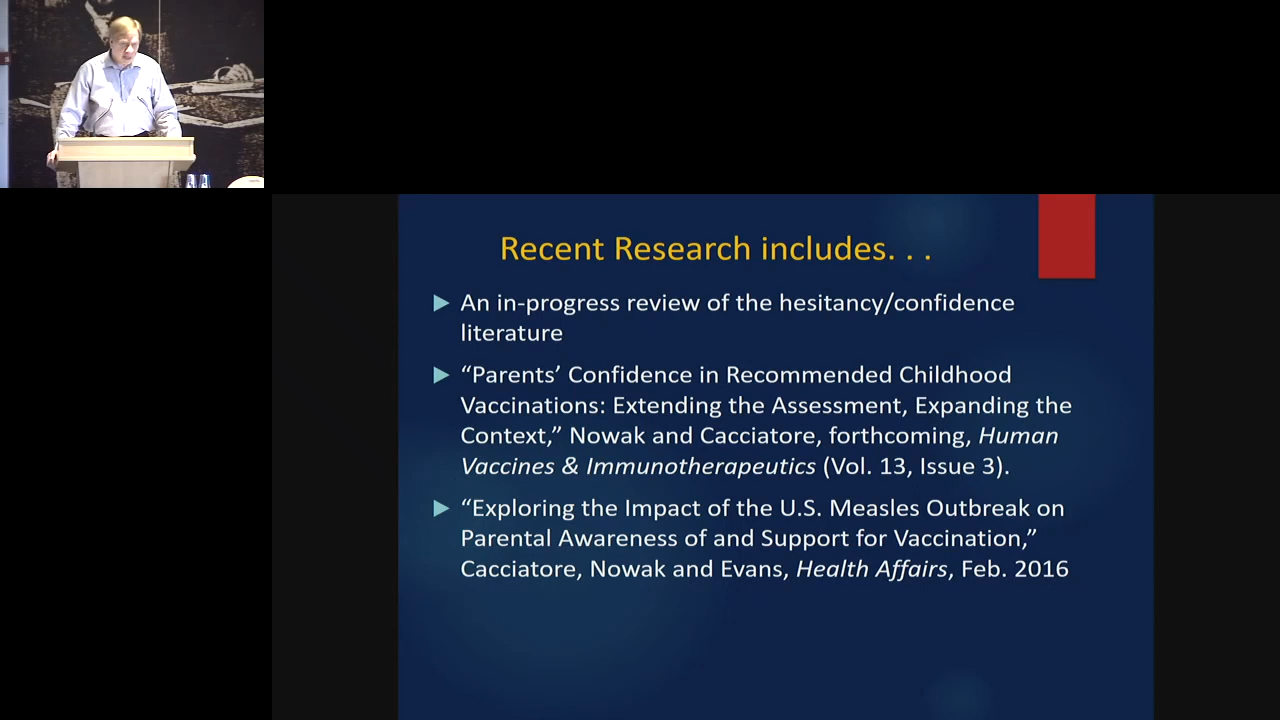 Recent Research includes. . .
An in-progress review of the hesitancy/confidence
literature
“Parents’ Confidence in Recommended Childhood
Vaccinations: Extending the Assessment, Expanding the
Context,” Nowak and Cacciatore, forthcoming, Human
Vaccines & Immunotherapeutics (Vol. 13, Issue 3).
“Exploring the Impact of the U.S. Measles Outbreak on
Parental Awareness of and Support for Vaccination,”
Cacciatore, Nowak and Evans, Health Affairs, Feb. 2016